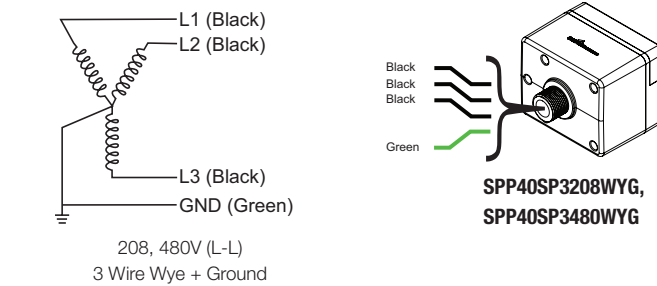 L1 (Black)
L2 (Black)
L3 (Black)
GND (Green)
208, 480V (L-L)
3 Wire Wye + Ground
Black
Black
Black
Green
SPP40SP3208WYG,
SPP40SP3480WYG